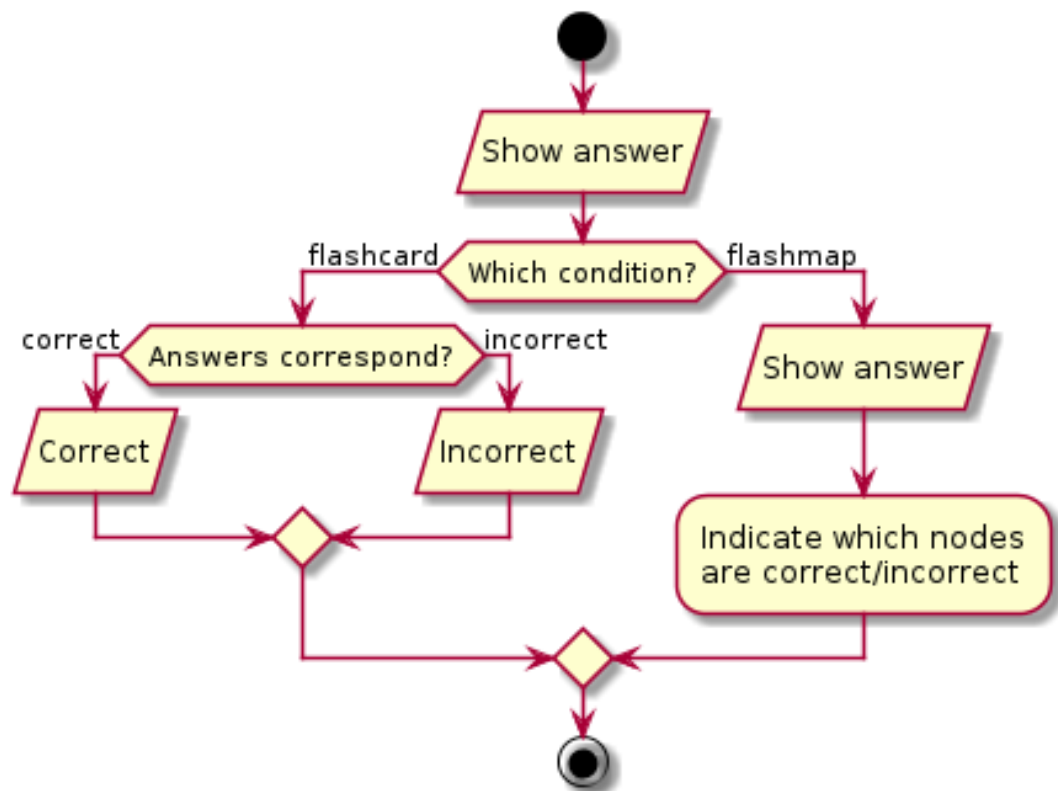 Show answer
flashcard
Which condition?
flashmap
correct
Answers correspond?
incorrect
Show answer
Correct
Incorrect
Indicate which nodes
are correct/incorrect